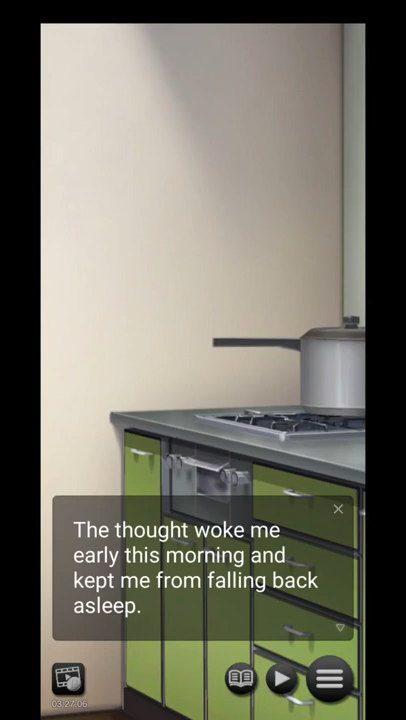 The thought woke me
early this morning and
kept me from falling back
asleep.
03:27:06